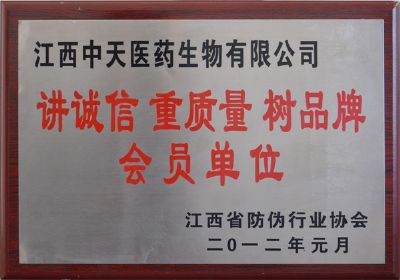 江西中天医药生物有限公司
讲诚信 重质量 树品牌
会员单位
江西省防伪行业协会
二0一二年元月